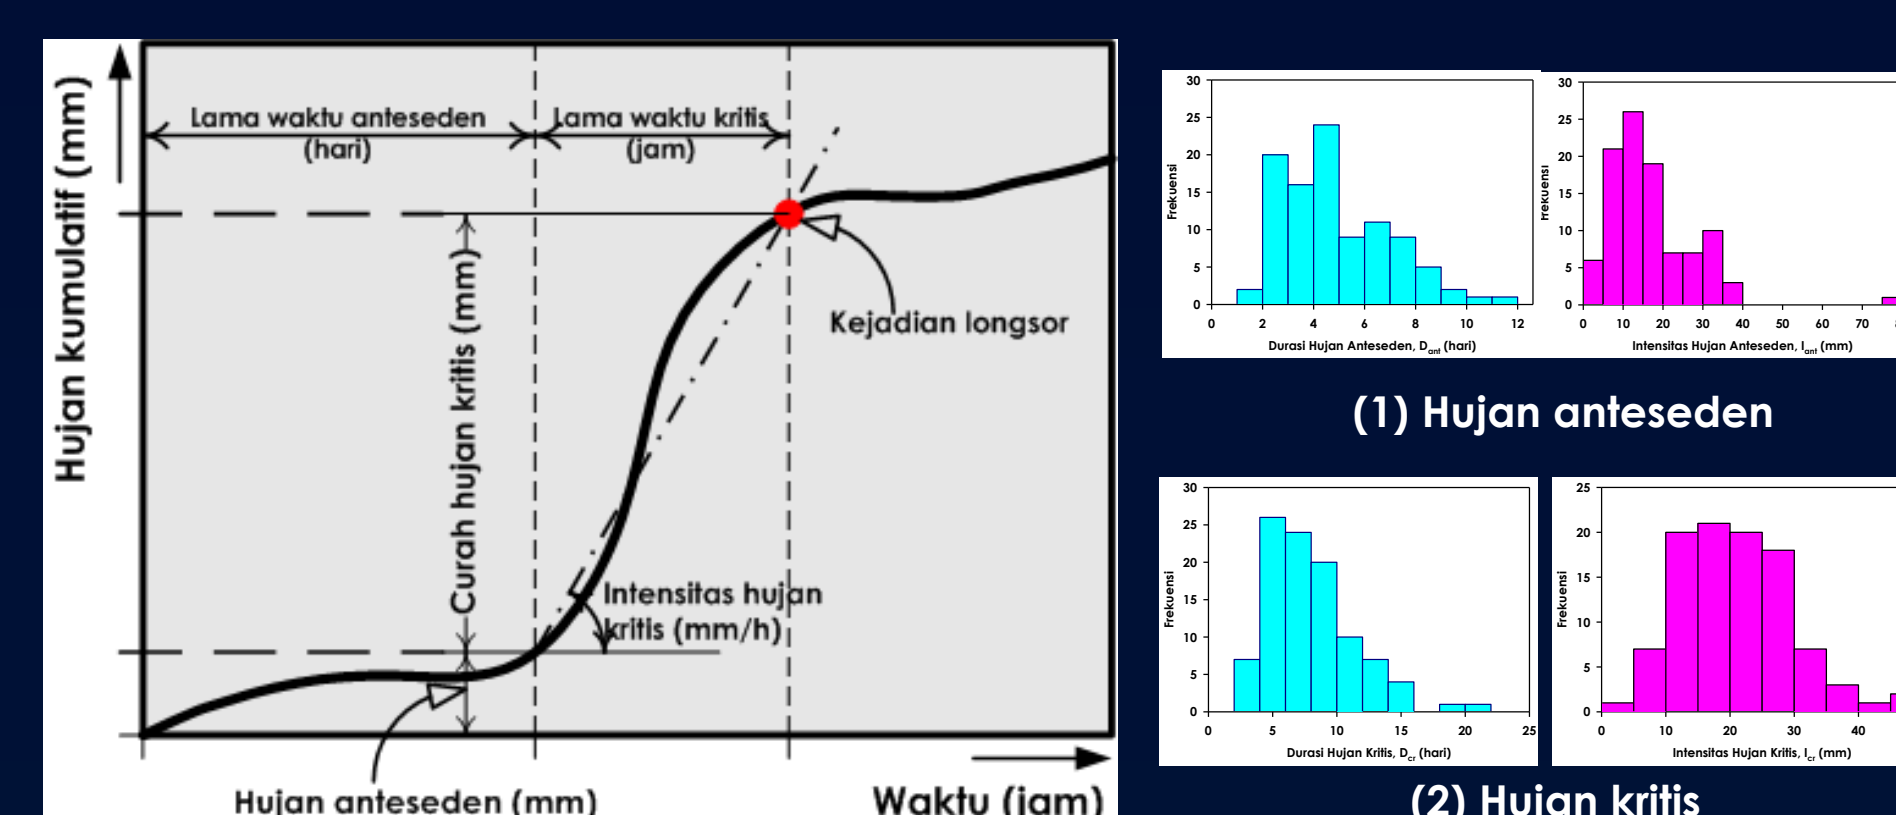 Hujan kumulatif (mm)
Lama waktu anteseden
(hari)
Lama waktu kritis
(jam)
Curah hujan kritis (mm)
Kejadian longsor
Intensitas hujan
kritis (mm/h)
Hujan anteseden (mm)
Waktu (jam)
30
25
20
15
10
5
0
Frekuensi
0 2 4 6 8 10 12
Durasi Hujan Anteseden, Dant (hari)
30
25
20
15
10
5
0
Frekuensi
0 10 20 30 40 50 60 70
Intensitas Hujan Anteseden, Iant (mm)
(1) Hujan anteseden
30
25
20
15
10
5
0
Frekuensi
0 5 10 15 20 25
Durasi Hujan Kritis, Dcr (hari)
25
20
15
10
5
0
Frekuensi
0 10 20 30 40
Intensitas Hujan Kritis, Icr (mm)
(2) Hujan kritis